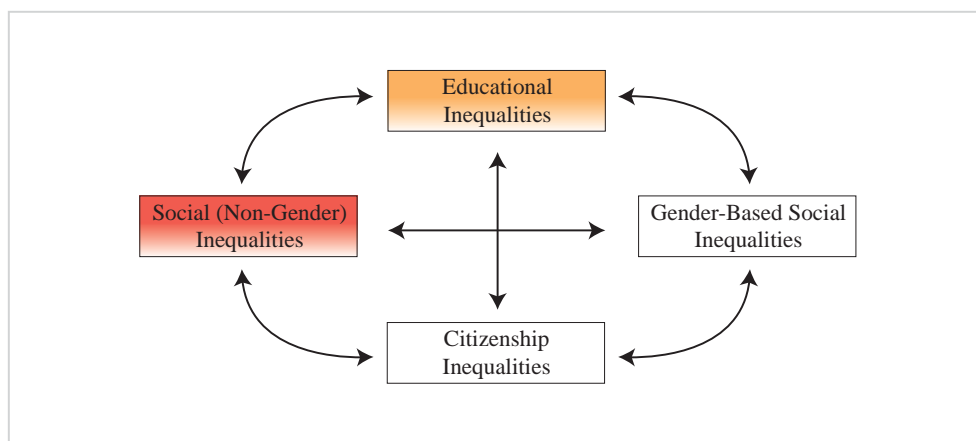 Educational
Inequalities
Social (Non-Gender)
Inequalities
Gender-Based Social
Inequalities
Citizenship
Inequalities